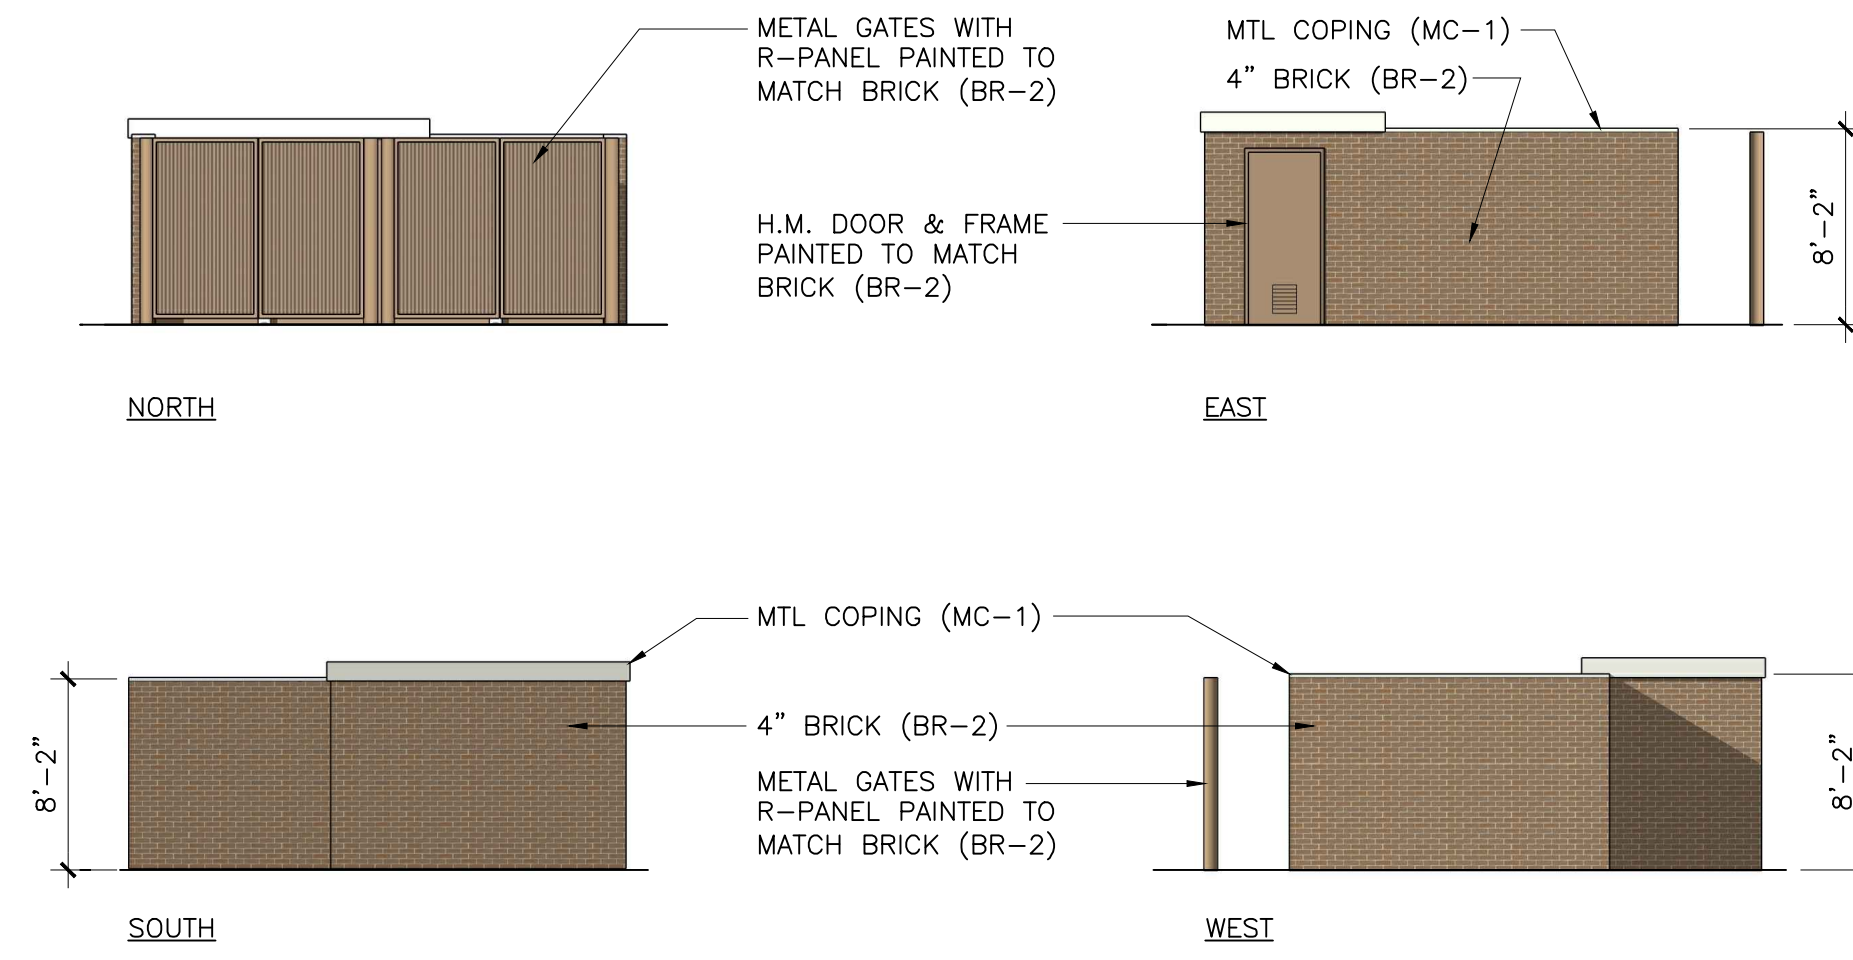 METAL GATES WITH
R-PANEL PAINTED TO
MATCH BRICK (BR-2)
H.M. DOOR & FRAME
PAINTED TO MATCH
BRICK (BR-2)
NORTH
MTL COPING (MC-1)
4" BRICK (BR-2)
8'-2"
EAST
8'-2"
MTL COPING (MC-1)
4" BRICK (BR-2)
METAL GATES WITH
R-PANEL PAINTED TO
MATCH BRICK (BR-2)
8'-2"
SOUTH
WEST